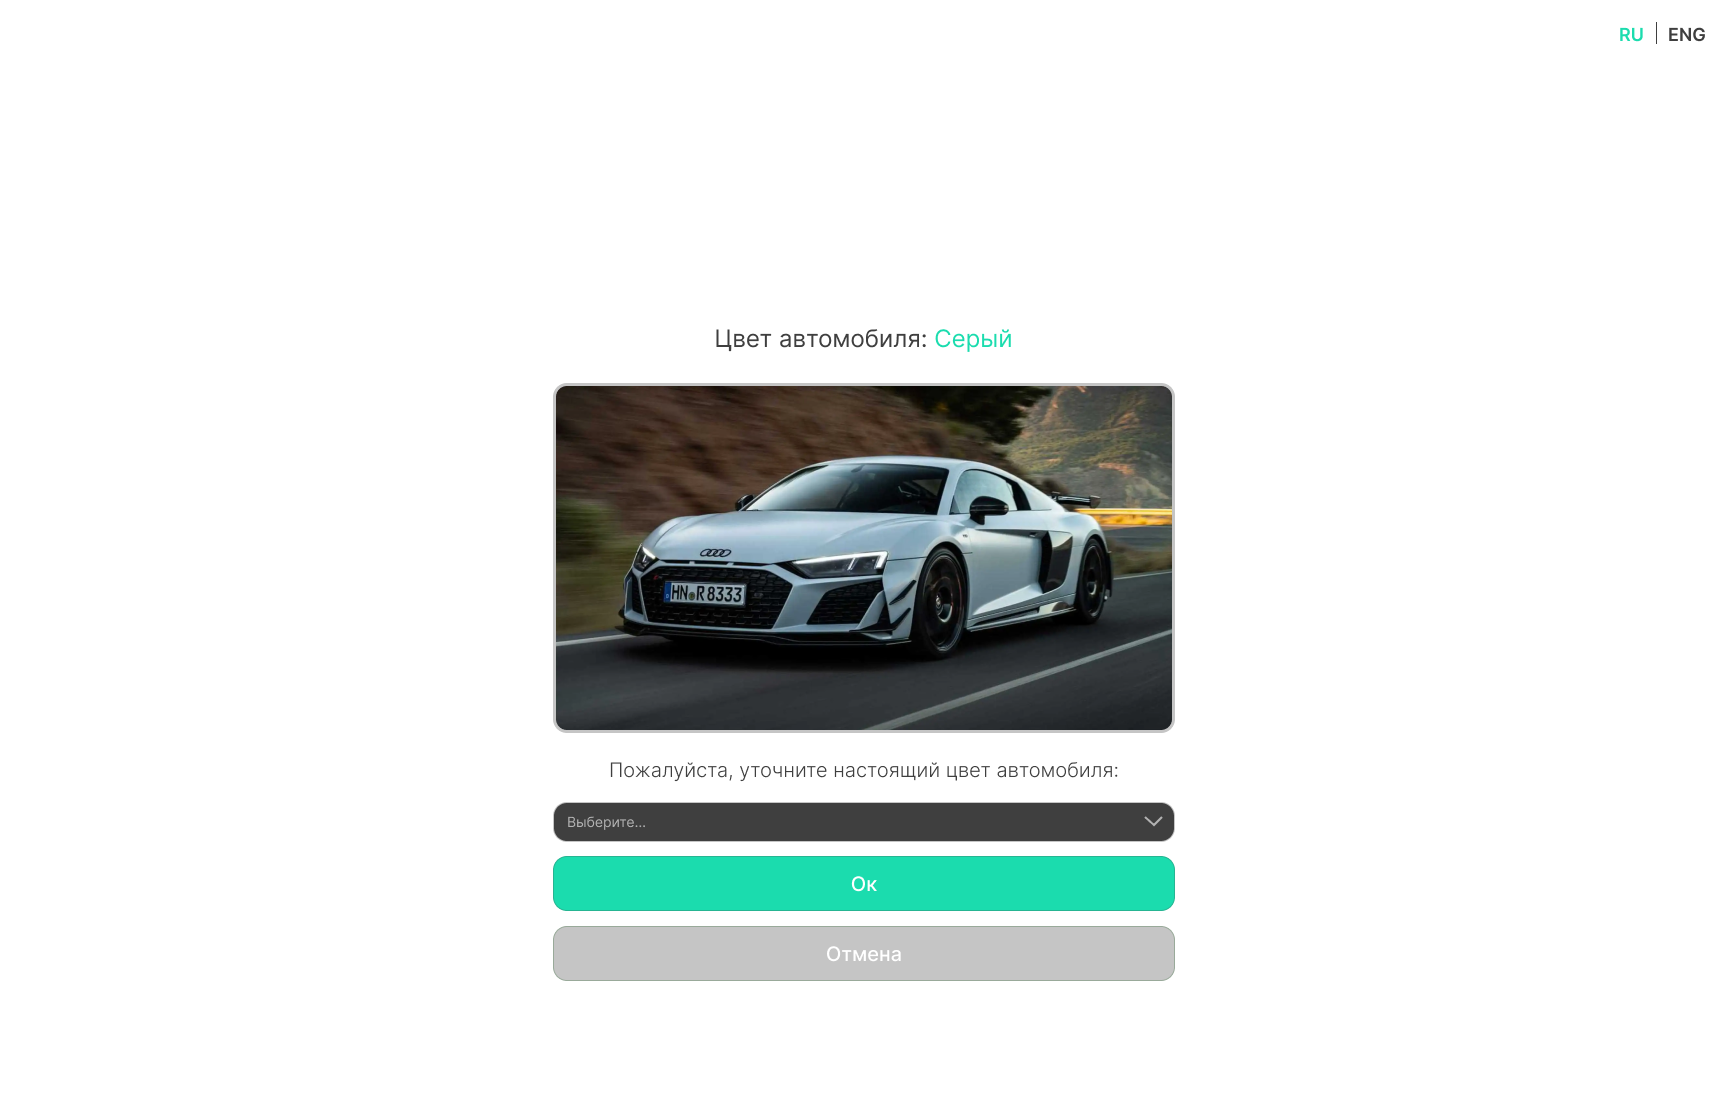 RU | ENG
Цвет автомобиля: Серый
HN R 8333
Пожалуйста, уточните настоящий цвет автомобиля:
Выберите...
Ок
Отмена